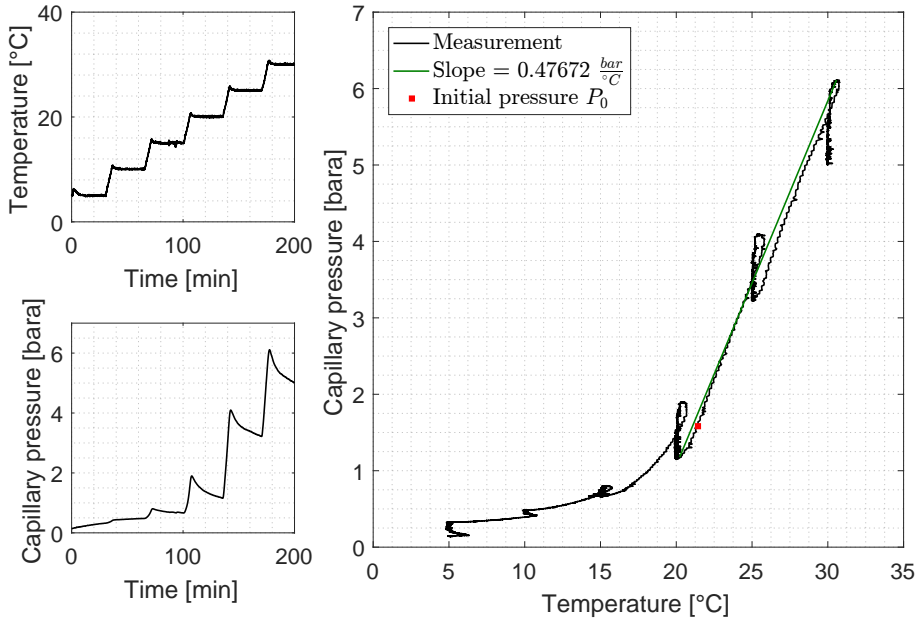 40
20
0
Temperature [°C]
0 100 200
Time [min]
6
4
2
0
Capillary pressure [bara]
0 100 200
Time [min]
Measurement
Slope = 0.47672 bar/°C
Initial pressure P₀
7
6
5
4
3
2
1
0
Capillary pressure [bara]
0 5 10 15 20 25 30 35
Temperature [°C]